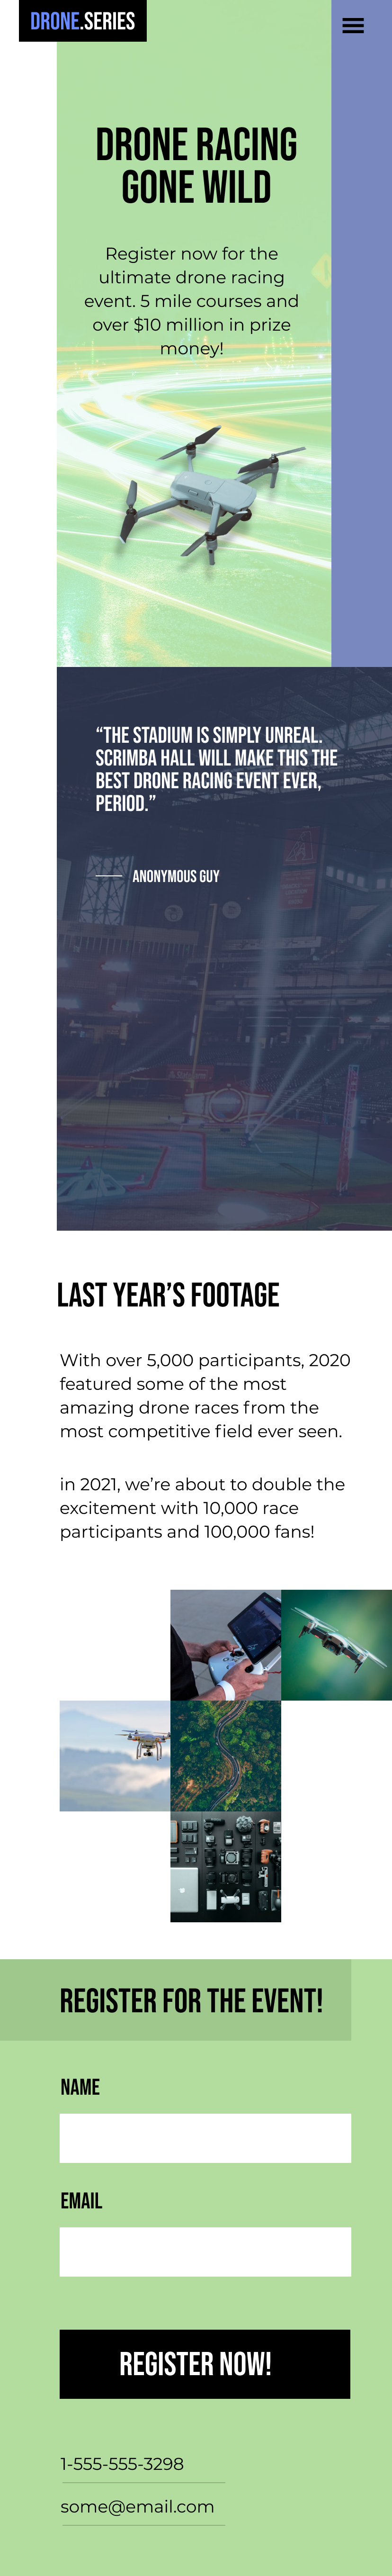 DRONE.SERIES
DRONE RACING
GONE WILD
Register now for the
ultimate drone racing
event. 5 mile courses and
over $10 million in prize
money!
“THE STADIUM IS SIMPLY UNREAL.
SCRIMBA HALL WILL MAKE THIS THE
BEST DRONE RACING EVENT EVER,
PERIOD.”
ANONYMOUS GUY
LAST YEAR’S FOOTAGE
With over 5,000 participants, 2020
featured some of the most
amazing drone races from the
most competitive field ever seen.
in 2021, we’re about to double the
excitement with 10,000 race
participants and 100,000 fans!
REGISTER FOR THE EVENT!
NAME
EMAIL
REGISTER NOW!
1-555-555-3298
some@email.com